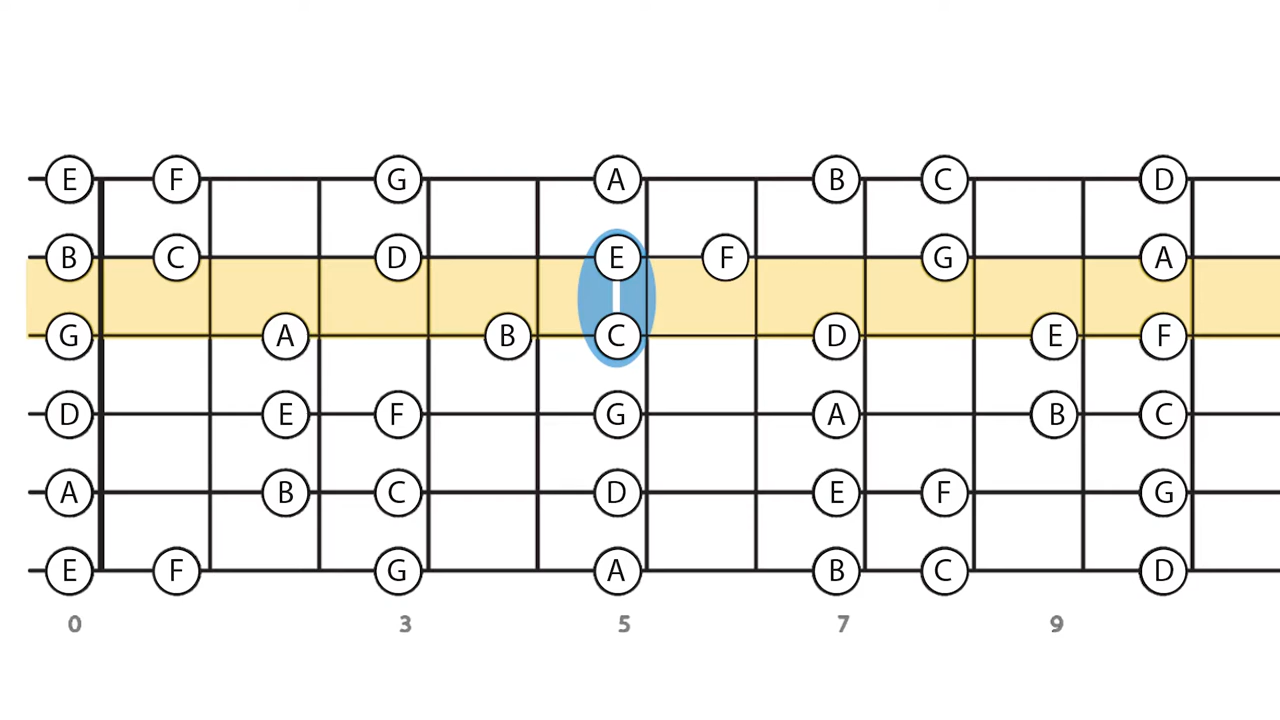 E F G A B C D
B C D E F G A
G A B C D E F
D E F G A B C
A B C D E F G
E F G A B C D
0 3 5 7 9